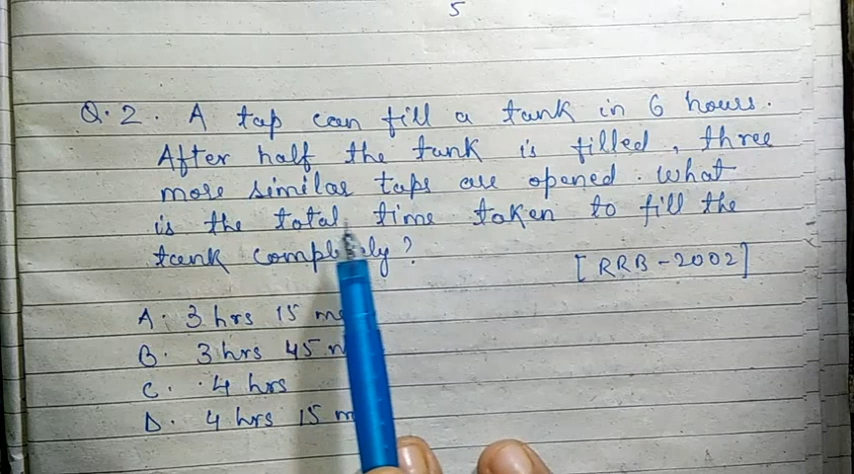 5
Q.2. A tap can fill a tank in 6 hours.
After half the tank is filled, three
more similar taps are opened. What
is the total time taken to fill the
tank completely?
[RRB-2002]
A. 3 hrs 15
B. 3 hrs 45
C. 4 hrs
D. 4 hrs 15